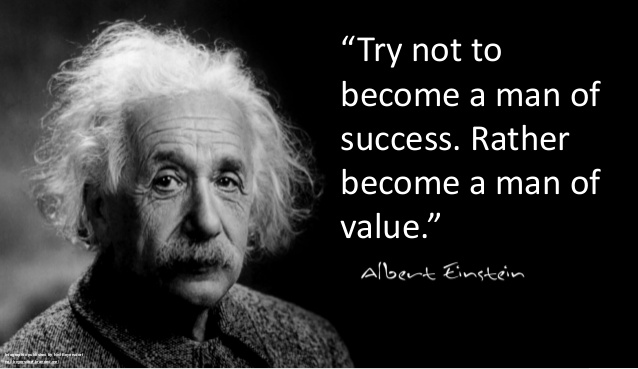 “Try not to
become a man of
success. Rather
become a man of
value.”
Albert Einstein